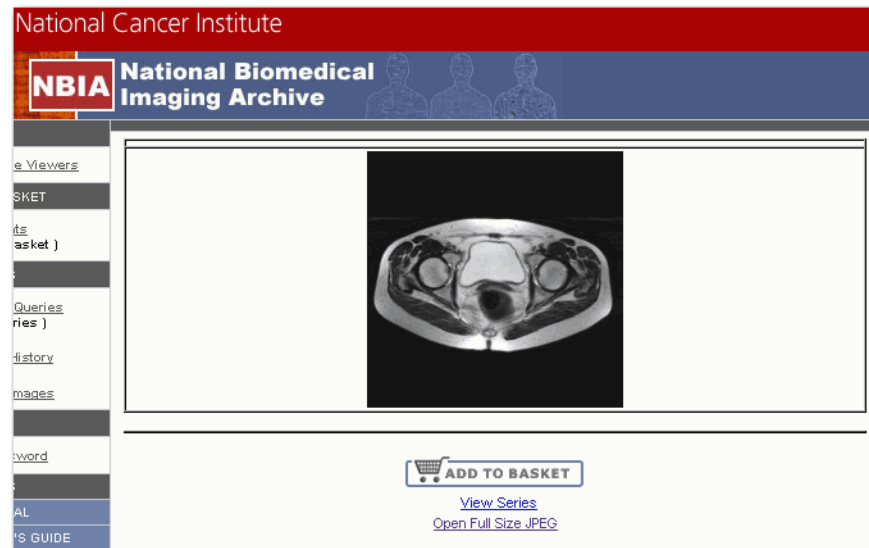 National Cancer Institute
NBIA
National Biomedical
Imaging Archive
e Viewers
SKET
its
asket )
Queries
ries )
History
mages
word
AL
'S GUIDE
ADD TO BASKET
View Series
Open Full Size JPEG